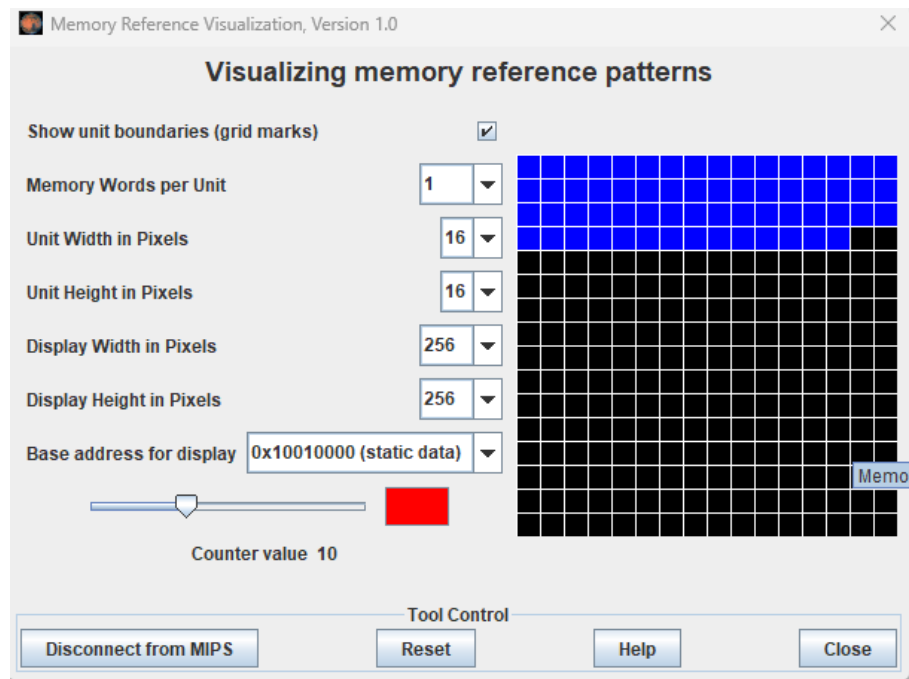 Memory Reference Visualization, Version 1.0
Visualizing memory reference patterns
Show unit boundaries (grid marks)
Memory Words per Unit 1
Unit Width in Pixels 16
Unit Height in Pixels 16
Display Width in Pixels 256
Display Height in Pixels 256
Base address for display 0x10010000 (static data)
Memo
Counter value 10
Tool Control
Disconnect from MIPS Reset Help Close